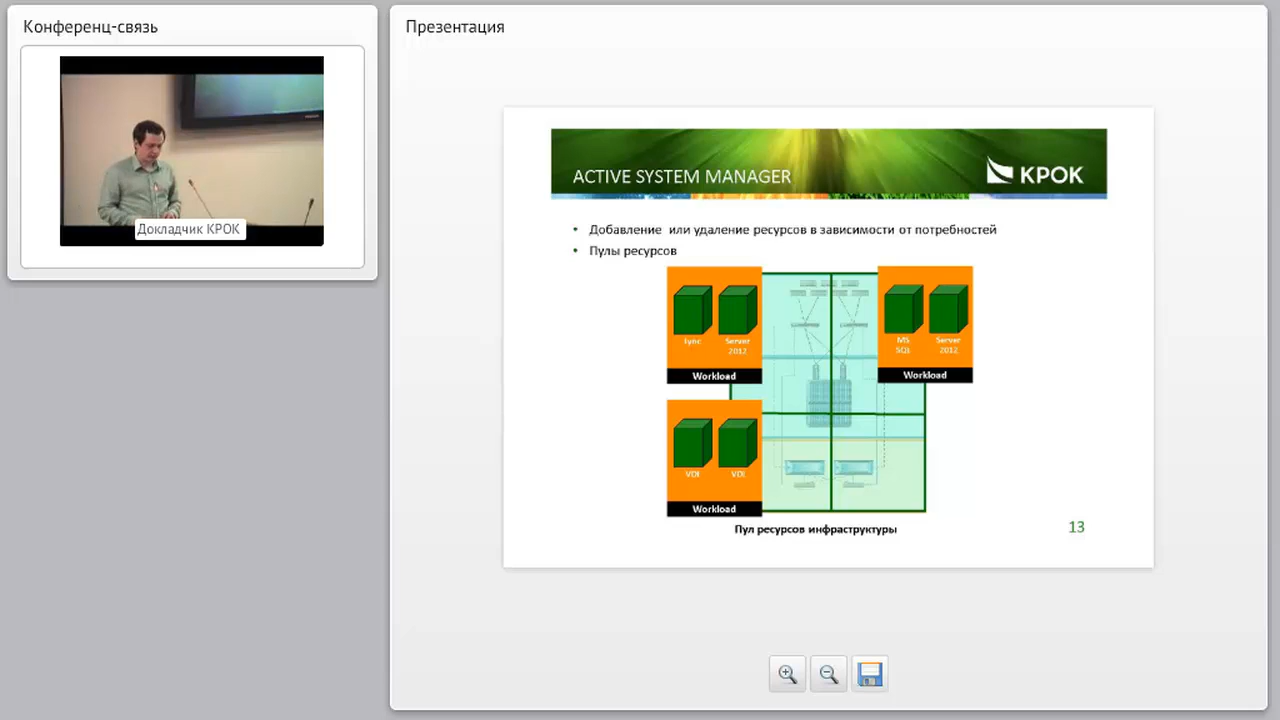 Конференц-связь
Докладчик КРОК
Презентация
ACTIVE SYSTEM MANAGER
КРОК
• Добавление или удаление ресурсов в зависимости от потребностей
• Пулы ресурсов
Lync
Server
2012
Workload
MS
SQL
Server
2012
Workload
VDI
VDI
Workload
Пул ресурсов инфраструктуры
13